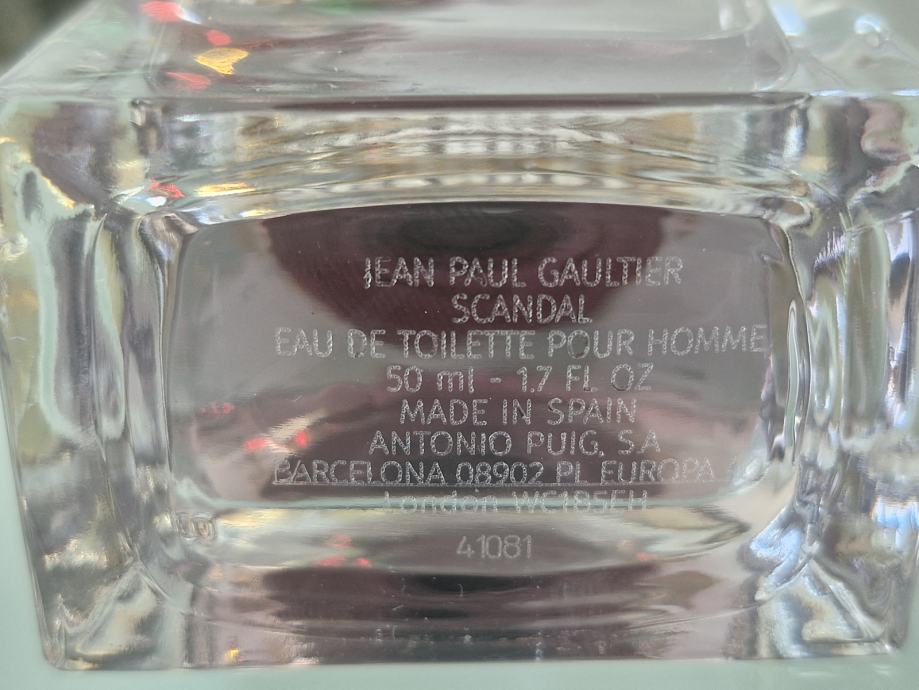 JEAN PAUL GAULTIER
SCANDAL
EAU DE TOILETTE POUR HOMME
50 ml - 1.7 FL OZ
MADE IN SPAIN
ANTONIO PUIG, S.A
BARCELONA 08902 PL EUROPA
London WC185EH
41081